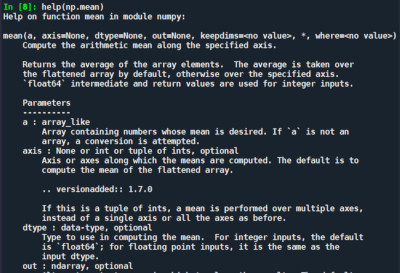 In [8]: help(np.mean)
Help on function mean in module numpy:
mean(a, axis=None, dtype=None, out=None, keepdims=<no value>, *, where=<no value>)
Compute the arithmetic mean along the specified axis.
Returns the average of the array elements.  The average is taken over
the flattened array by default, otherwise over the specified axis.
`float64` intermediate and return values are used for integer inputs.
Parameters
----------
a : array_like
Array containing numbers whose mean is desired. If `a` is not an
array, a conversion is attempted.
axis : None or int or tuple of ints, optional
Axis or axes along which the means are computed. The default is to
compute the mean of the flattened array.
.. versionadded:: 1.7.0
If this is a tuple of ints, a mean is performed over multiple axes,
instead of a single axis or all the axes as before.
dtype : data-type, optional
Type to use in computing the mean.  For integer inputs, the default
is `float64`; for floating point inputs, it is the same as the
input dtype.
out : ndarray, optional